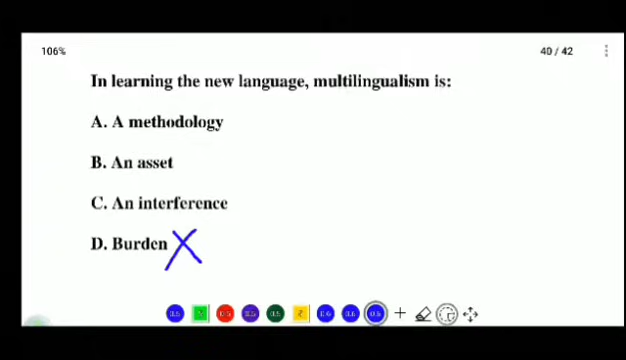 106%
40 / 42
In learning the new language, multilingualism is:
A. A methodology
B. An asset
C. An interference
D. Burden